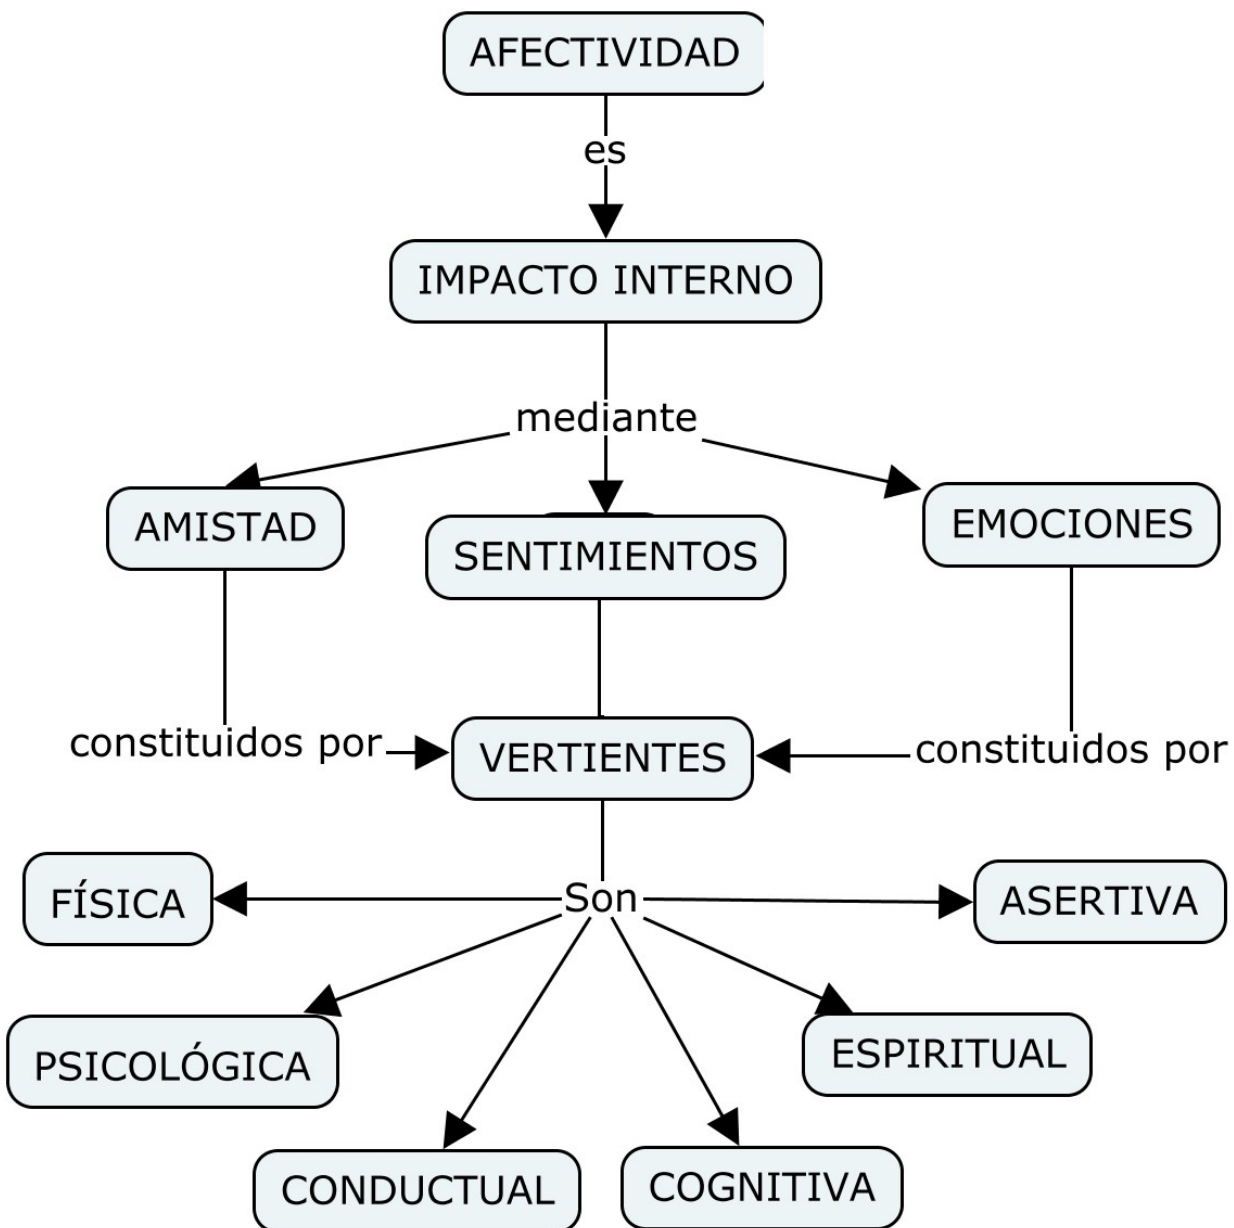 AFECTIVIDAD
es
IMPACTO INTERNO
mediante
AMISTAD
SENTIMIENTOS
EMOCIONES
constituidos por
VERTIENTES
constituidos por
Son
FÍSICA
ASERTIVA
PSICOLÓGICA
ESPIRITUAL
CONDUCTUAL
COGNITIVA